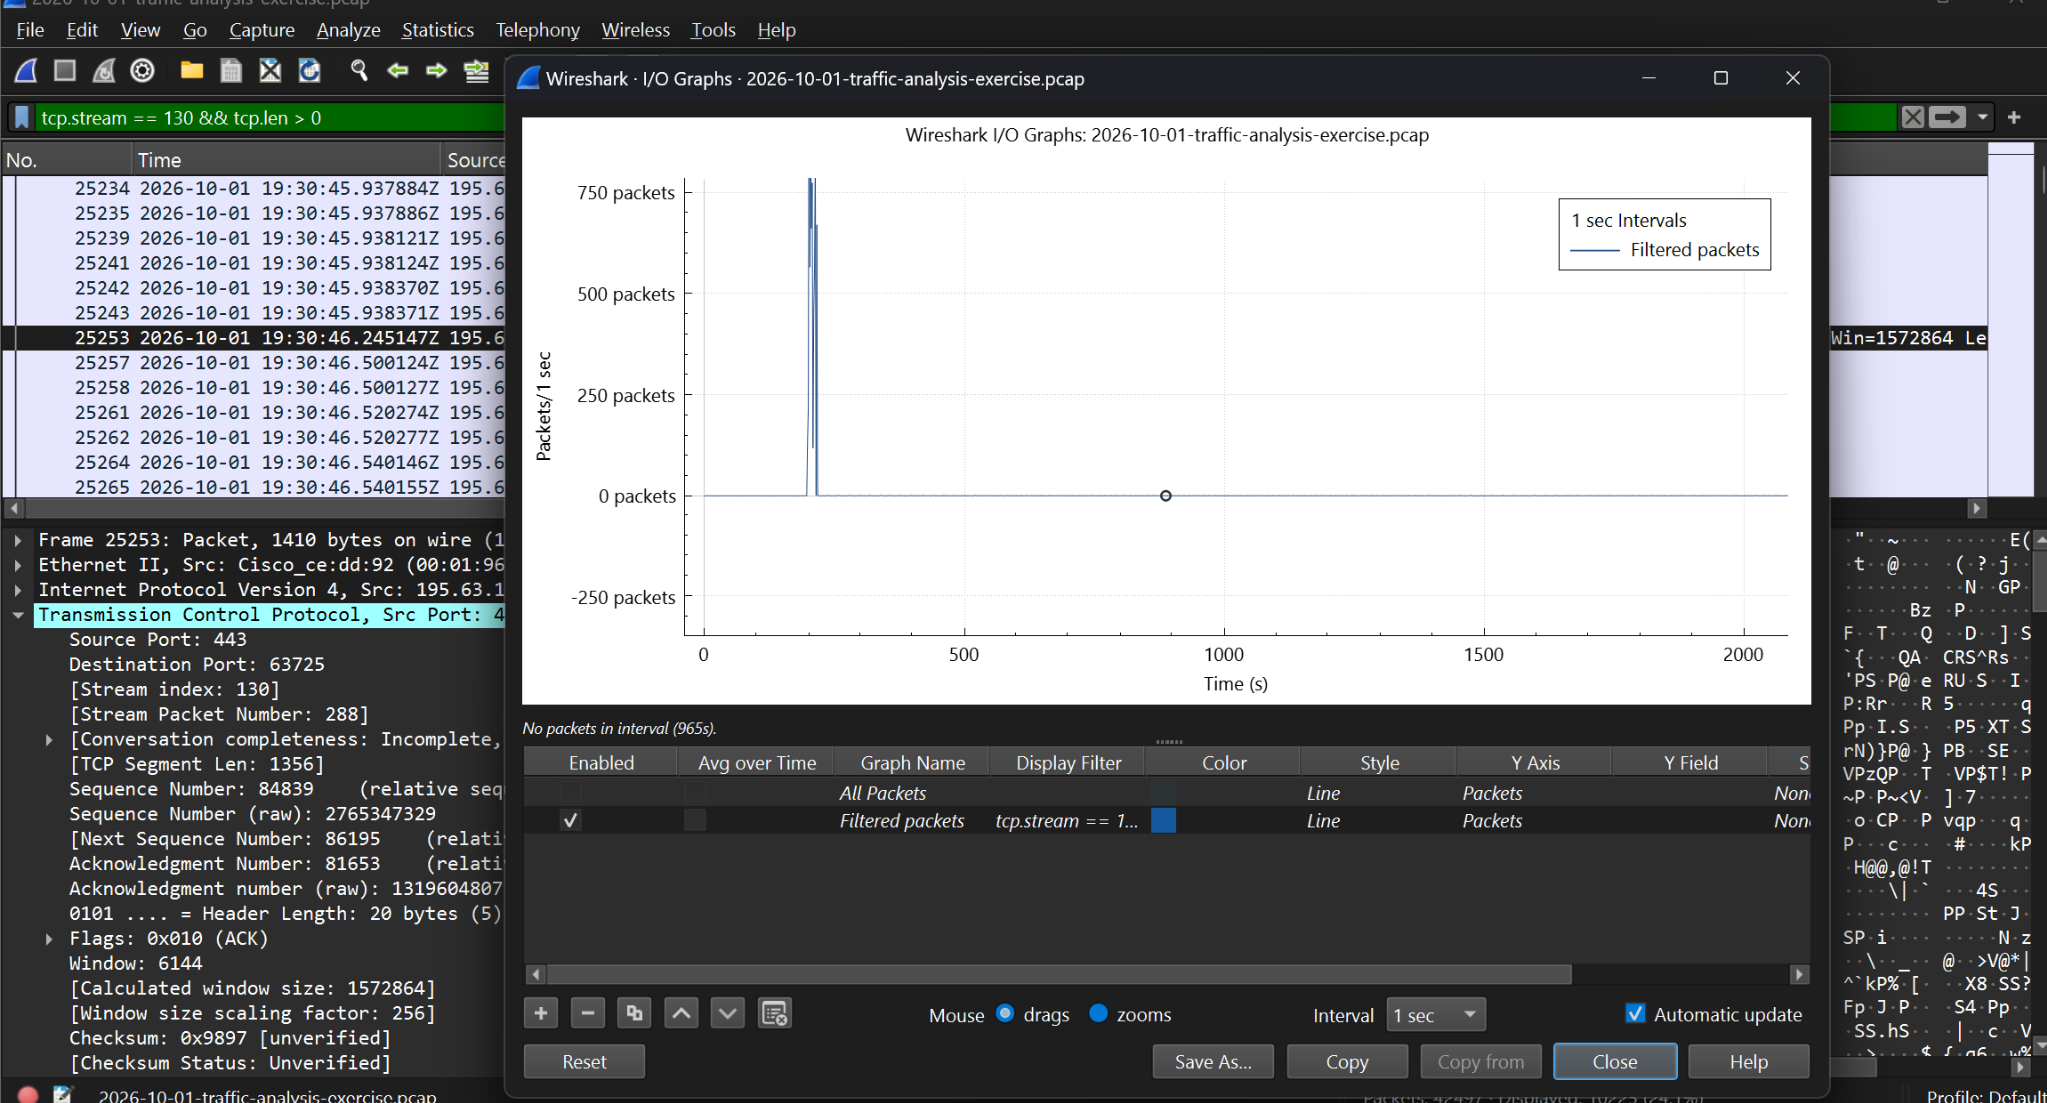 2026-10-01-traffic-analysis-exercise.pcap
File Edit View Go Capture Analyze Statistics Telephony Wireless Tools Help
tcp.stream == 130 && tcp.len > 0
No. Time Source
25234 2026-10-01 19:30:45.937884Z 195.6
25235 2026-10-01 19:30:45.937886Z 195.6
25239 2026-10-01 19:30:45.938121Z 195.6
25241 2026-10-01 19:30:45.938124Z 195.6
25242 2026-10-01 19:30:45.938370Z 195.6
25243 2026-10-01 19:30:45.938371Z 195.6
25253 2026-10-01 19:30:46.245147Z 195.6 Win=1572864 Le
25257 2026-10-01 19:30:46.500124Z 195.6
25258 2026-10-01 19:30:46.500127Z 195.6
25261 2026-10-01 19:30:46.520274Z 195.6
25262 2026-10-01 19:30:46.520277Z 195.6
25264 2026-10-01 19:30:46.540146Z 195.6
25265 2026-10-01 19:30:46.540155Z 195.6
Frame 25253: Packet, 1410 bytes on wire (1
Ethernet II, Src: Cisco_ce:dd:92 (00:01:96
Internet Protocol Version 4, Src: 195.63.1
Transmission Control Protocol, Src Port: 4
Source Port: 443
Destination Port: 63725
[Stream index: 130]
[Stream Packet Number: 288]
[Conversation completeness: Incomplete,
[TCP Segment Len: 1356]
Sequence Number: 84839 (relative seq
Sequence Number (raw): 2765347329
[Next Sequence Number: 86195 (relati
Acknowledgment Number: 81653 (relati
Acknowledgment number (raw): 1319604807
0101 .... = Header Length: 20 bytes (5)
Flags: 0x010 (ACK)
Window: 6144
[Calculated window size: 1572864]
[Window size scaling factor: 256]
Checksum: 0x9897 [unverified]
[Checksum Status: Unverified]
2026-10-01-traffic-analysis-exercise.pcap
Wireshark · I/O Graphs · 2026-10-01-traffic-analysis-exercise.pcap
Wireshark I/O Graphs: 2026-10-01-traffic-analysis-exercise.pcap
750 packets
500 packets
250 packets
0 packets
-250 packets
Packets/1 sec
1 sec Intervals
Filtered packets
0 500 1000 1500 2000
Time (s)
No packets in interval (965s).
Enabled Avg over Time Graph Name Display Filter Color Style Y Axis Y Field S
All Packets Line Packets Non
Filtered packets tcp.stream == 1... Line Packets Non
Mouse drags zooms Interval 1 sec Automatic update
Reset Save As... Copy Copy from Close Help
Profile: Default